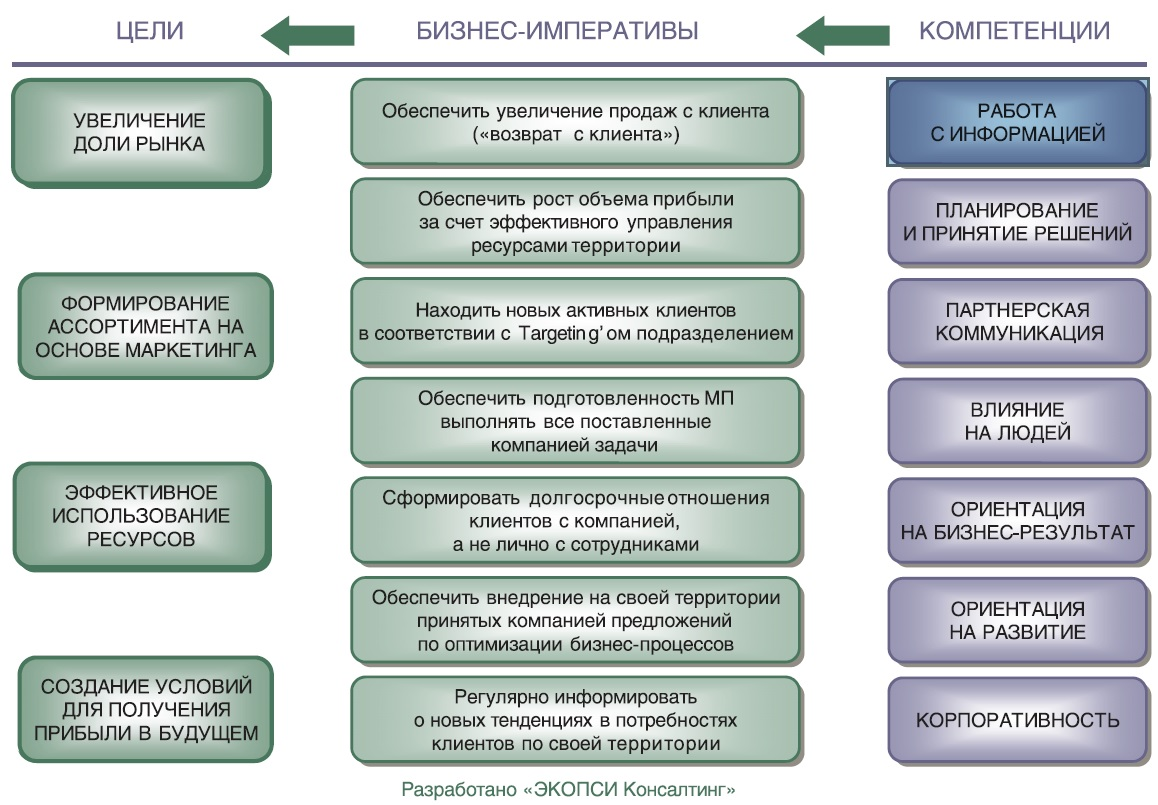 ЦЕЛИ
БИЗНЕС-ИМПЕРАТИВЫ
КОМПЕТЕНЦИИ
УВЕЛИЧЕНИЕ
ДОЛИ РЫНКА
ФОРМИРОВАНИЕ
АССОРТИМЕНТА НА
ОСНОВЕ МАРКЕТИНГА
ЭФФЕКТИВНОЕ
ИСПОЛЬЗОВАНИЕ
РЕСУРСОВ
СОЗДАНИЕ УСЛОВИЙ
ДЛЯ ПОЛУЧЕНИЯ
ПРИБЫЛИ В БУДУЩЕМ
Обеспечить увеличение продаж с клиента
(«возврат с клиента»)
Обеспечить рост объема прибыли
за счет эффективного управления
ресурсами территории
Находить новых активных клиентов
в соответствии с Targeting’ом подразделением
Обеспечить подготовленность МП
выполнять все поставленные
компанией задачи
Сформировать долгосрочные отношения
клиентов с компанией,
а не лично с сотрудниками
Обеспечить внедрение на своей территории
принятых компанией предложений
по оптимизации бизнес-процессов
Регулярно информировать
о новых тенденциях в потребностях
клиентов по своей территории
РАБОТА
С ИНФОРМАЦИЕЙ
ПЛАНИРОВАНИЕ
И ПРИНЯТИЕ РЕШЕНИЙ
ПАРТНЕРСКАЯ
КОММУНИКАЦИЯ
ВЛИЯНИЕ
НА ЛЮДЕЙ
ОРИЕНТАЦИЯ
НА БИЗНЕС-РЕЗУЛЬТАТ
ОРИЕНТАЦИЯ
НА РАЗВИТИЕ
КОРПОРАТИВНОСТЬ
Разработано «ЭКОПСИ Консалтинг»